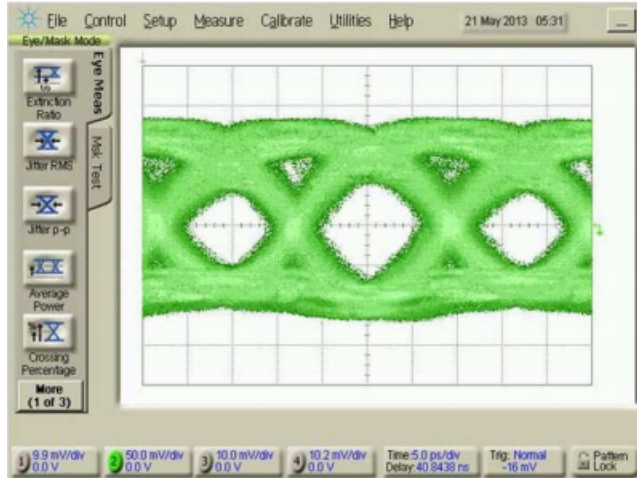 File Control Setup Measure Calibrate Utilities Help 21 May 2013 05:31
Eye/Mask Mode
Eye Meas
Msk Test
Extinction
Ratio
Jitter RMS
Jitter p-p
Average
Power
Crossing
Percentage
More
(1 of 3)
1) 9.9 mV/div
0.0 V
2) 50.0 mV/div
0.0 V
3) 10.0 mV/div
0.0 V
4) 10.2 mV/div
0.0 V
Time:5.0 ps/div
Delay:40.8438 ns
Trig: Normal
-16 mV
Pattern
Lock